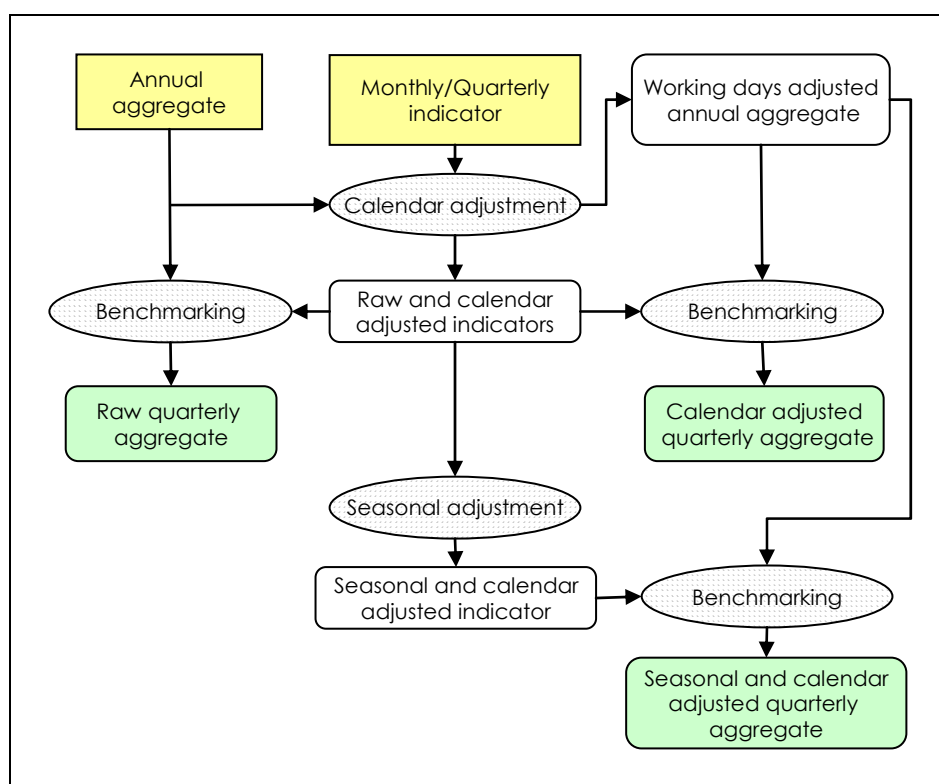 Annual
aggregate
Monthly/Quarterly
indicator
Working days adjusted
annual aggregate
Calendar adjustment
Benchmarking
Raw and calendar
adjusted indicators
Benchmarking
Raw quarterly
aggregate
Calendar adjusted
quarterly aggregate
Seasonal adjustment
Seasonal and calendar
adjusted indicator
Benchmarking
Seasonal and calendar
adjusted quarterly
aggregate